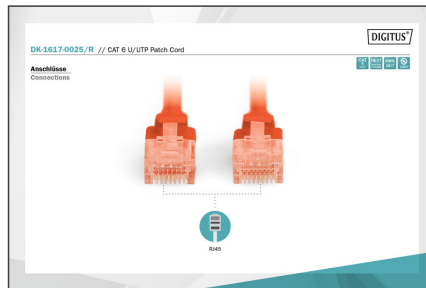 DIGITUS®
DK-1617-0025/R // CAT 6 U/UTP Patch Cord
Anschlüsse
Connections
RJ45